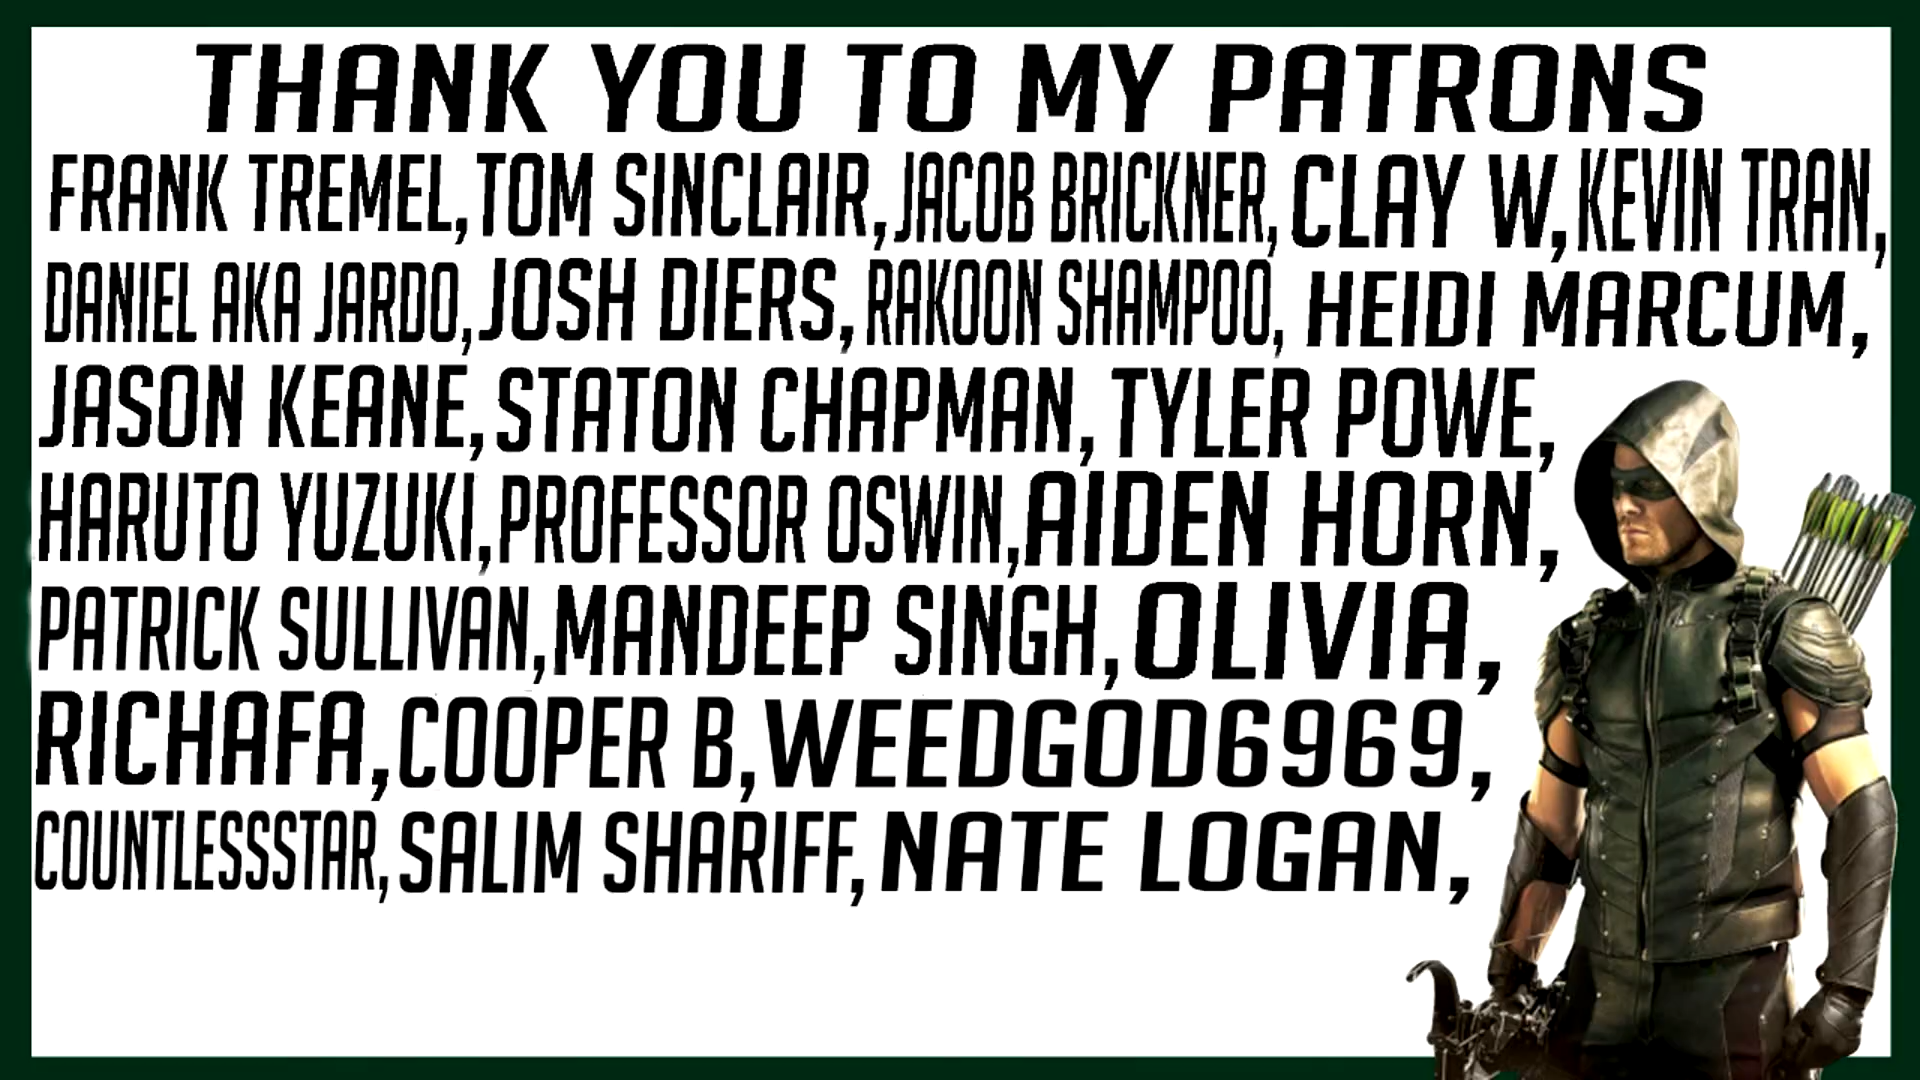 THANK YOU TO MY PATRONS
FRANK TREMEL, TOM SINCLAIR, JACOB BRICKNER, CLAY W, KEVIN TRAN,
DANIEL AKA JARDO, JOSH DIERS, RAKOON SHAMPOO, HEIDI MARCUM,
JASON KEANE, STATON CHAPMAN, TYLER POWE,
HARUTO YUZUKI, PROFESSOR OSWIN, AIDEN HORN,
PATRICK SULLIVAN, MANDEEP SINGH, OLIVIA,
RICHAFA, COOPER B, WEEDGOD6969,
COUNTLESSSTAR, SALIM SHARIFF, NATE LOGAN,